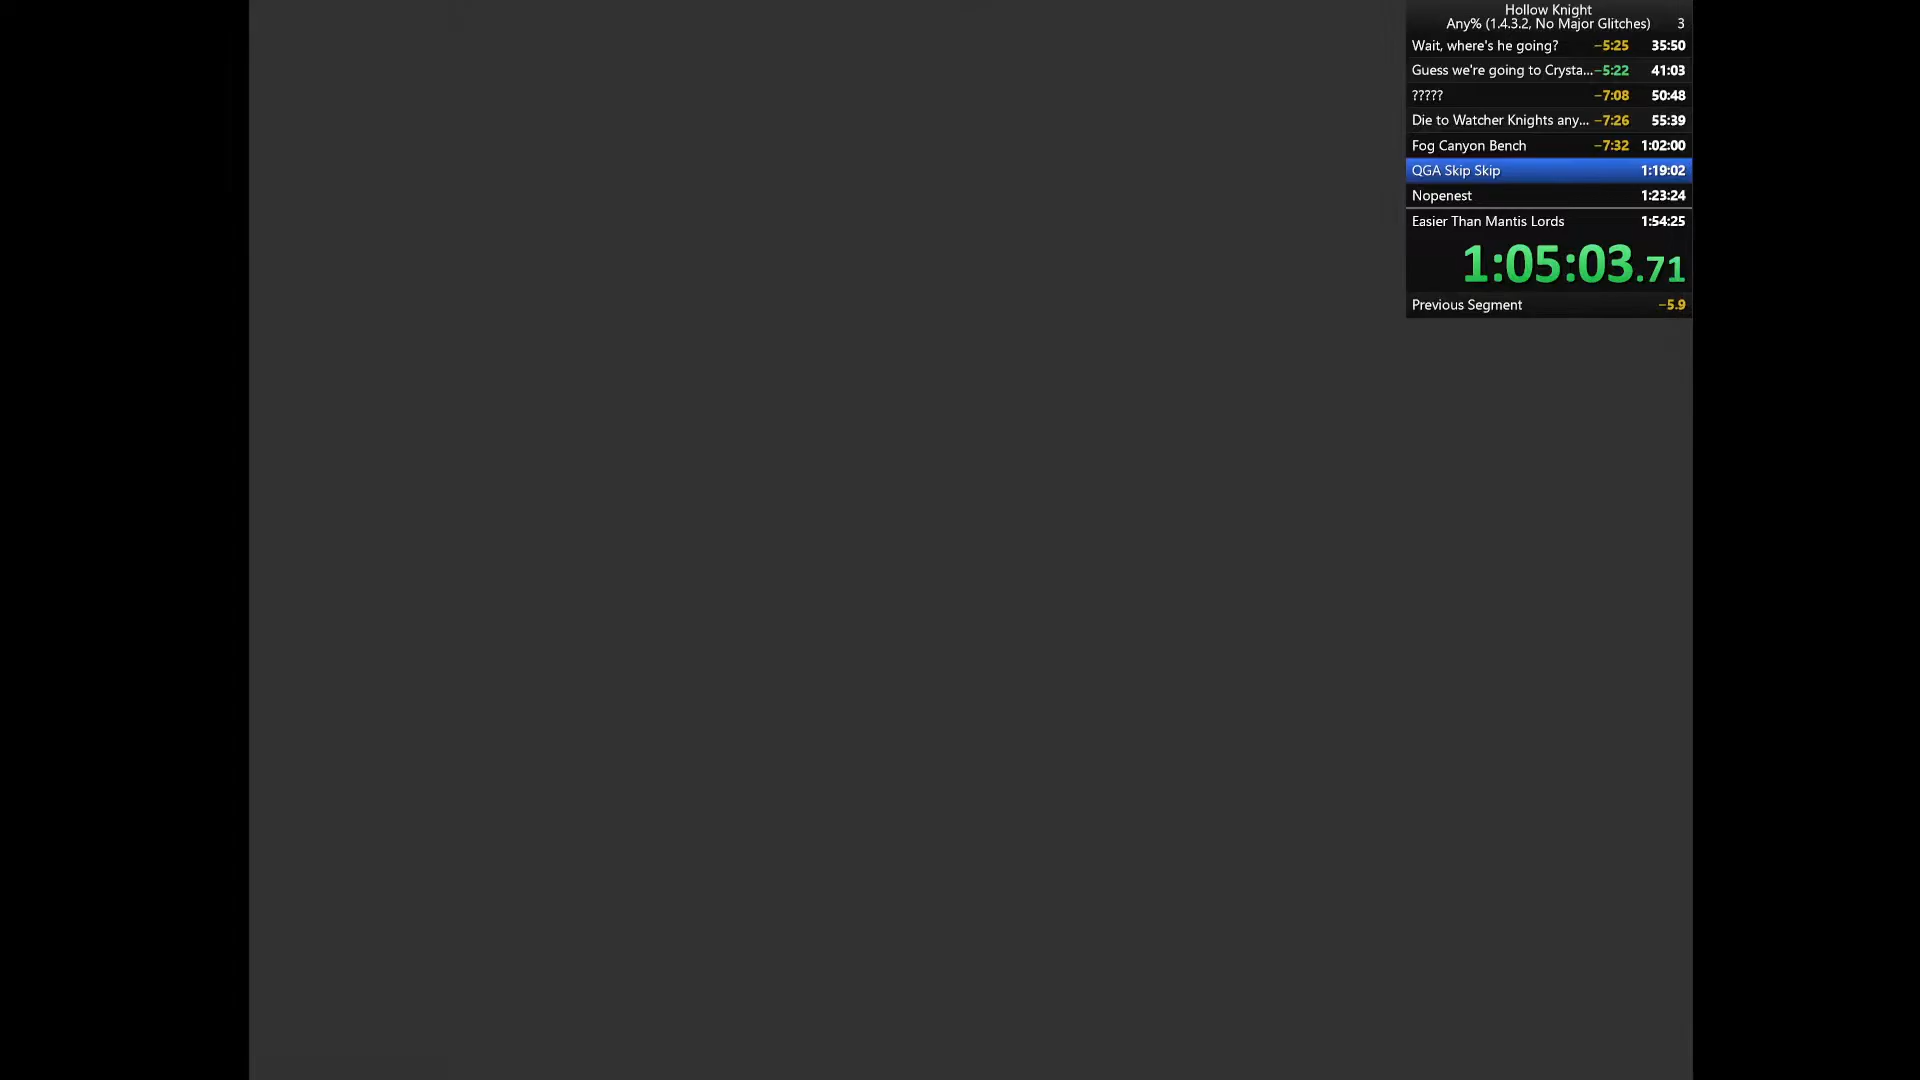 Hollow Knight
Any% (1.4.3.2, No Major Glitches) 3
Wait, where's he going? −5:25 35:50
Guess we're going to Crysta... −5:22 41:03
????? −7:08 50:48
Die to Watcher Knights any... −7:26 55:39
Fog Canyon Bench −7:32 1:02:00
QGA Skip Skip 1:19:02
Nopenest 1:23:24
Easier Than Mantis Lords 1:54:25
1:05:03.71
Previous Segment −5.9